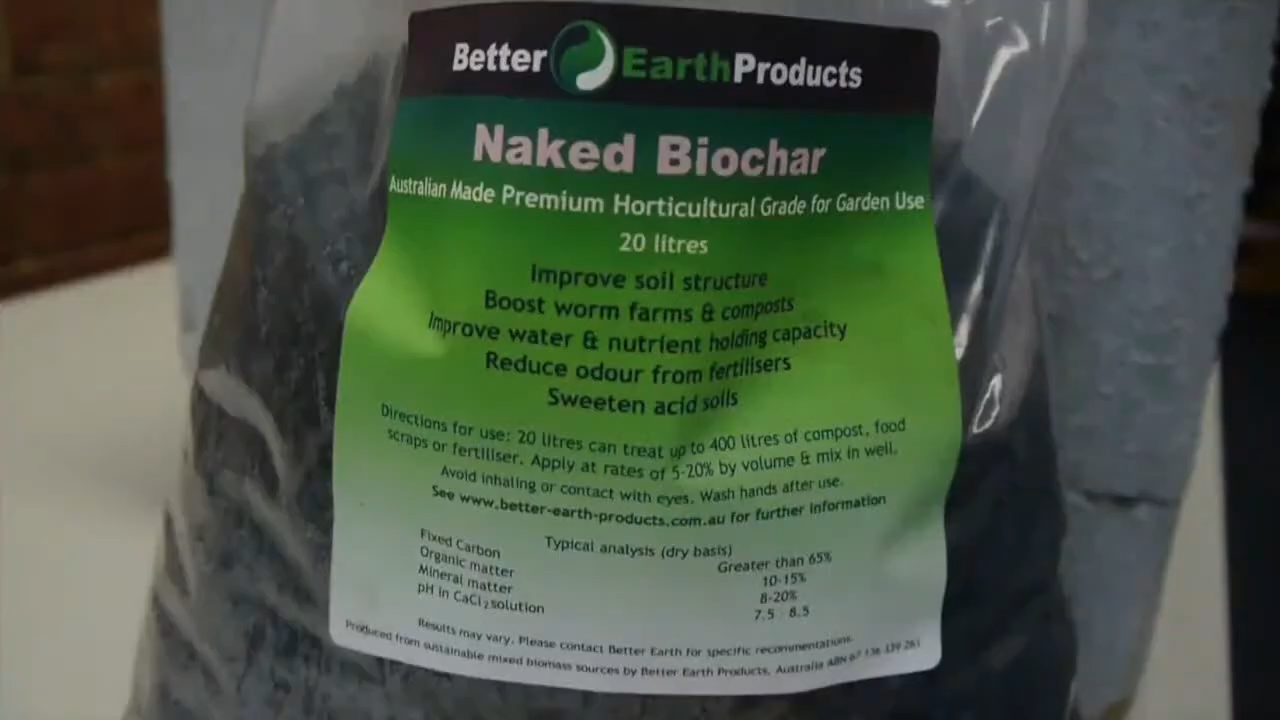 Better EarthProducts
Naked Biochar
Australian Made Premium Horticultural Grade for Garden Use
20 litres
Improve soil structure
Boost worm farms & composts
Improve water & nutrient holding capacity
Reduce odour from fertilisers
Sweeten acid soils
Directions for use: 20 litres can treat up to 400 litres of compost, food
scraps or fertiliser. Apply at rates of 5-20% by volume & mix in well.
Avoid inhaling or contact with eyes. Wash hands after use.
See www.better-earth-products.com.au for further information
Typical analysis (dry basis)
Fixed Carbon Greater than 65%
Organic matter 10-15%
Mineral matter 8-20%
pH in CaCl2 solution 7.5 - 8.5
Results may vary. Please contact Better Earth for specific recommendations.
Produced from sustainable mixed biomass sources by Better Earth Products, Australia ABN 67 136 339 261